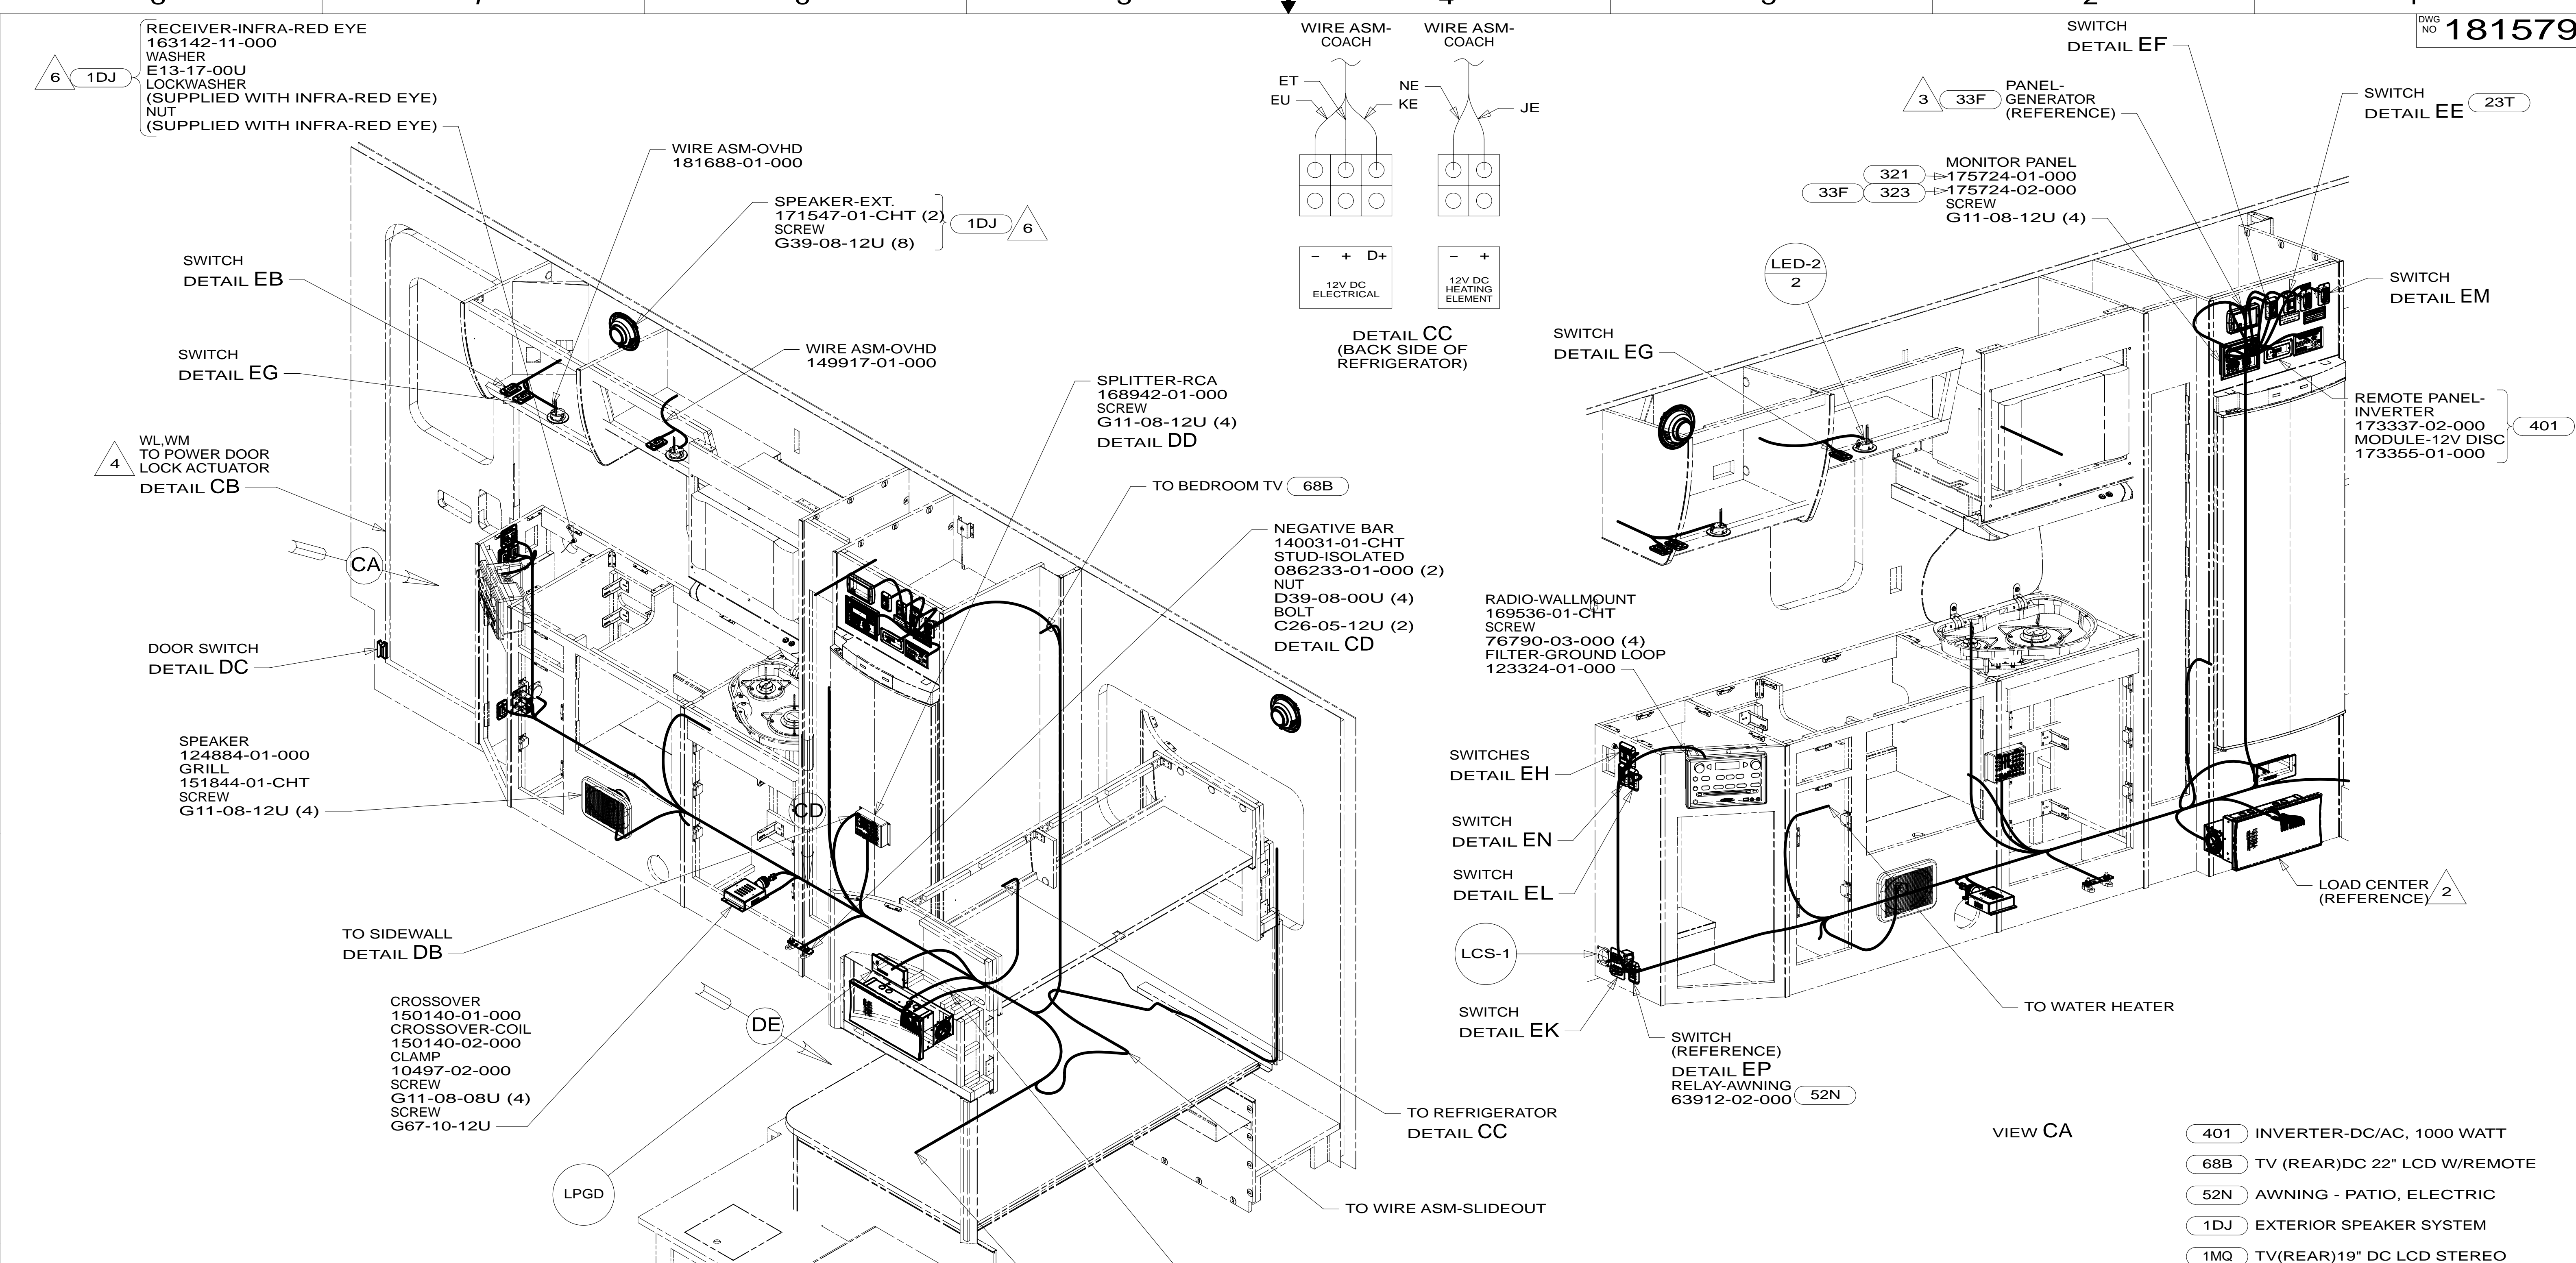 DWG
NO 181579
RECEIVER-INFRA-RED EYE
163142-11-000
WASHER
E13-17-00U
LOCKWASHER
(SUPPLIED WITH INFRA-RED EYE)
NUT
(SUPPLIED WITH INFRA-RED EYE)
6 1DJ
WIRE ASM-OVHD
181688-01-000
SPEAKER-EXT.
171547-01-CHT (2)
SCREW
G39-08-12U (8)
1DJ 6
SWITCH
DETAIL EB
SWITCH
DETAIL EG
WIRE ASM-OVHD
149917-01-000
WL,WM
TO POWER DOOR
LOCK ACTUATOR
DETAIL CB
4
CA
DOOR SWITCH
DETAIL DC
SPEAKER
124884-01-000
GRILL
151844-01-CHT
SCREW
G11-08-12U (4)
TO SIDEWALL
DETAIL DB
CROSSOVER
150140-01-000
CROSSOVER-COIL
150140-02-000
CLAMP
10497-02-000
SCREW
G11-08-08U (4)
SCREW
G67-10-12U
LPGD
DE
CD
SPLITTER-RCA
168942-01-000
SCREW
G11-08-12U (4)
DETAIL DD
TO BEDROOM TV 68B
NEGATIVE BAR
140031-01-CHT
STUD-ISOLATED
086233-01-000 (2)
NUT
D39-08-00U (4)
BOLT
C26-05-12U (2)
DETAIL CD
TO REFRIGERATOR
DETAIL CC
TO WIRE ASM-SLIDEOUT
WIRE ASM-
COACH
WIRE ASM-
COACH
ET
EU
KE
NE
JE
− + D+
12V DC
ELECTRICAL
− +
12V DC
HEATING
ELEMENT
DETAIL CC
(BACK SIDE OF
REFRIGERATOR)
SWITCH
DETAIL EF
3 33F
PANEL-
GENERATOR
(REFERENCE)
SWITCH
DETAIL EE 23T
MONITOR PANEL
321 175724-01-000
33F 323 175724-02-000
SCREW
G11-08-12U (4)
LED-2
2
SWITCH
DETAIL EM
SWITCH
DETAIL EG
REMOTE PANEL-
INVERTER
173337-02-000
MODULE-12V DISC
173355-01-000
401
RADIO-WALLMOUNT
169536-01-CHT
SCREW
76790-03-000 (4)
FILTER-GROUND LOOP
123324-01-000
SWITCHES
DETAIL EH
SWITCH
DETAIL EN
SWITCH
DETAIL EL
LCS-1
SWITCH
DETAIL EK
SWITCH
(REFERENCE)
DETAIL EP
RELAY-AWNING
63912-02-000 52N
LOAD CENTER
(REFERENCE) 2
TO WATER HEATER
VIEW CA
401 INVERTER-DC/AC, 1000 WATT
68B TV (REAR)DC 22" LCD W/REMOTE
52N AWNING - PATIO, ELECTRIC
1DJ EXTERIOR SPEAKER SYSTEM
1MQ TV(REAR)19" DC LCD STEREO